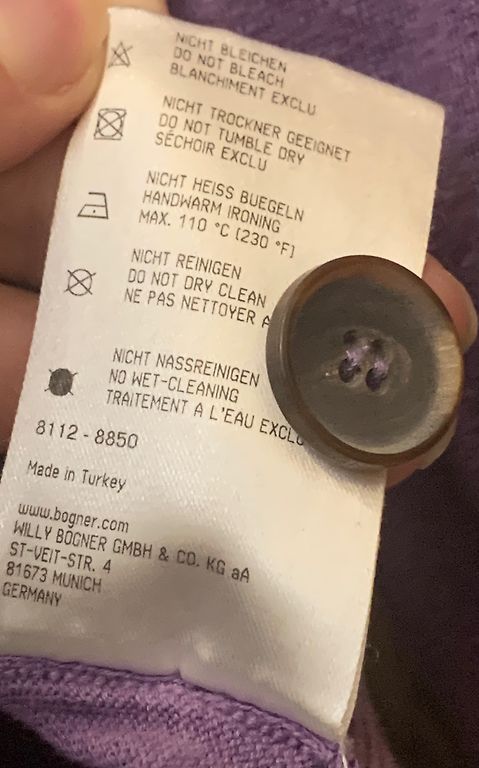 NICHT BLEICHEN
DO NOT BLEACH
BLANCHIMENT EXCLU
NICHT TROCKNER GEEIGNET
DO NOT TUMBLE DRY
SÉCHOIR EXCLU
NICHT HEISS BUEGELN
HANDWARM IRONING
MAX. 110 °C (230 °F)
NICHT REINIGEN
DO NOT DRY CLEAN
NE PAS NETTOYER
NICHT NASSREINIGEN
NO WET-CLEANING
TRAITEMENT A L'EAU
8112 - 8850
Made in Turkey
www.bogner.com
WILLY BOGNER GMBH & CO. KG aA
ST-VEIT-STR. 4
81673 MUNICH
GERMANY